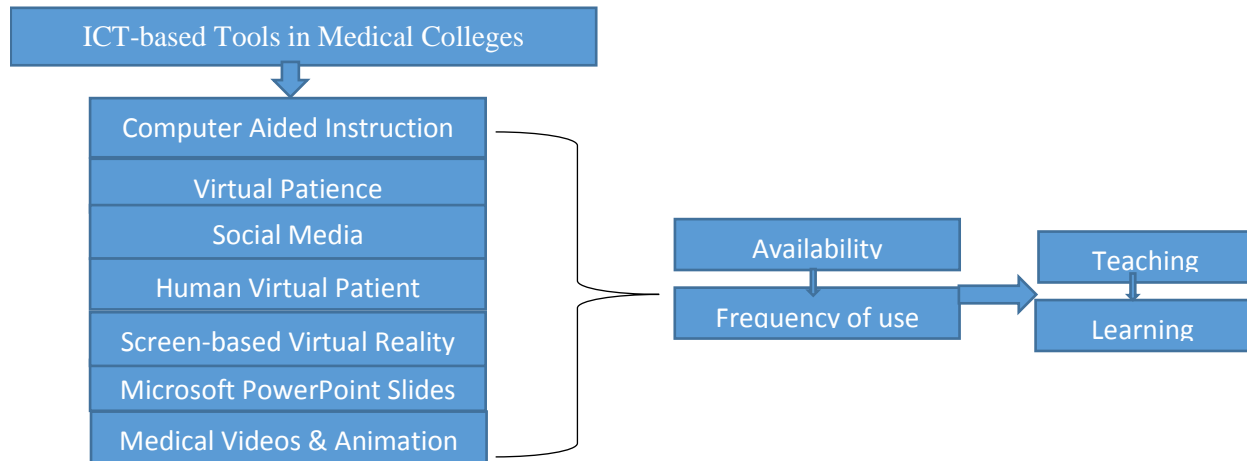 ICT-based Tools in Medical Colleges
Computer Aided Instruction
Virtual Patience
Social Media
Human Virtual Patient
Screen-based Virtual Reality
Microsoft PowerPoint Slides
Medical Videos & Animation
Availability
Frequency of use
Teaching
Learning